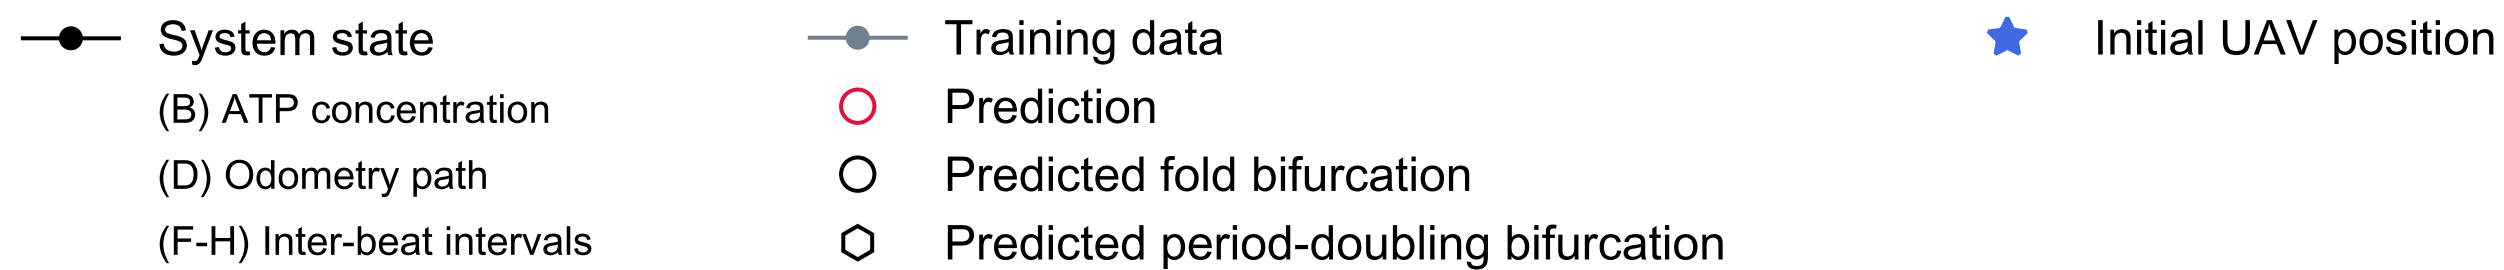 System state
(B) ATP concentration
(D) Odometry path
(F-H) Inter-beat intervals
Training data
Prediction
Predicted fold bifurcation
Predicted period-doubling bifurcation
Initial UAV position